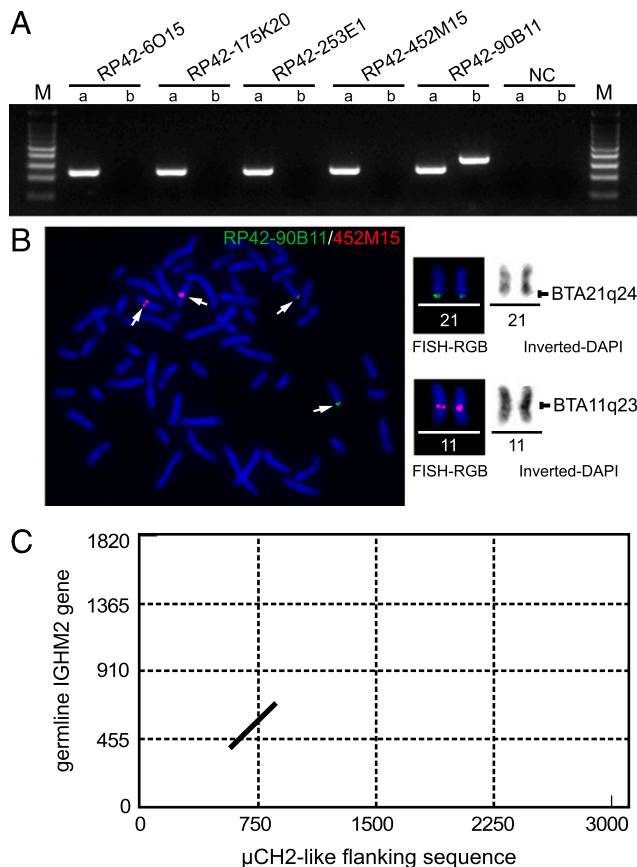 A
RP42-6O15
RP42-175K20
RP42-253E1
RP42-452M15
RP42-90B11
NC
M
a b a b a b a b a b a b
M
B
RP42-90B11/452M15
BTA21q24
21 21
FISH-RGB Inverted-DAPI
BTA11q23
11 11
FISH-RGB Inverted-DAPI
C
germline IGHM2 gene
1820
1365
910
455
0
0 750 1500 2250 3000
µCH2-like flanking sequence